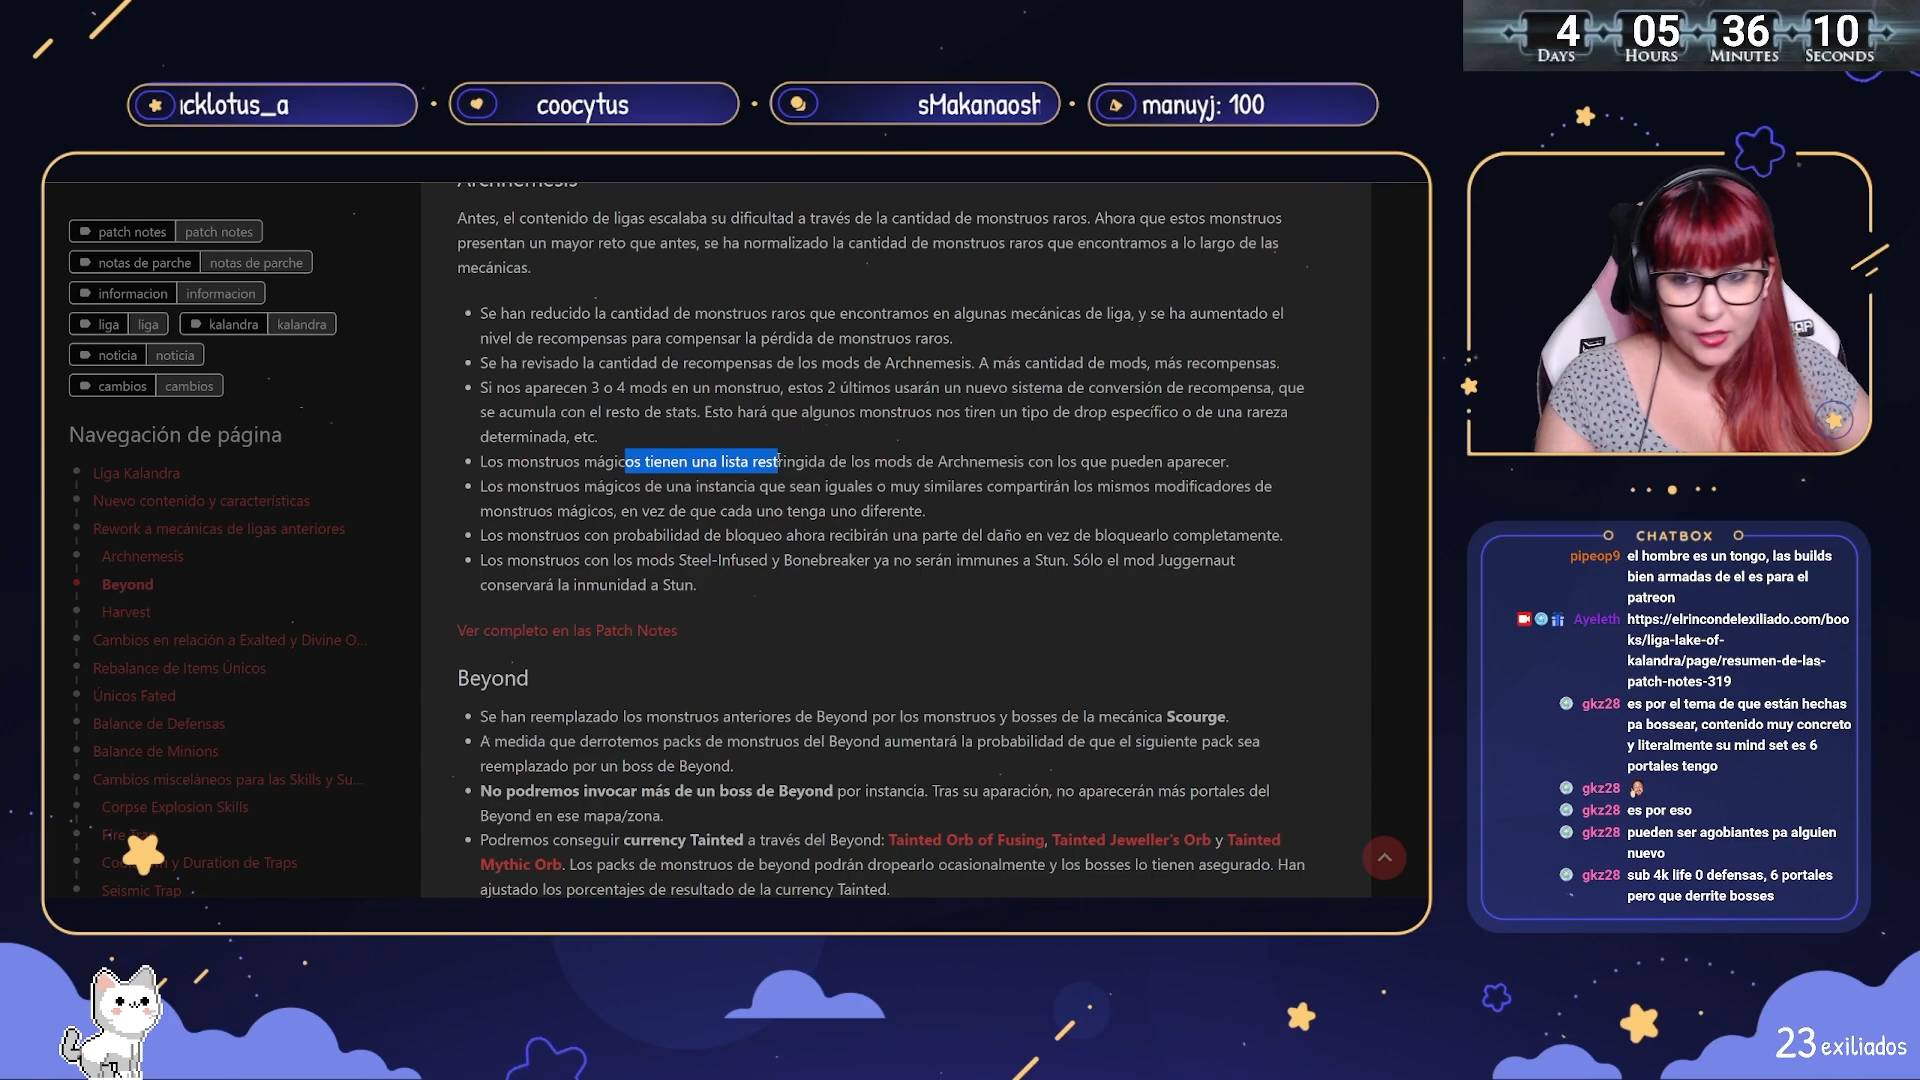 4 05 36 10
DAYS HOURS MINUTES SECONDS
cklotus_a
coocytus
sMakanaosh
manuyj: 100
Archnemesis
patch notes patch notes
notas de parche notas de parche
informacion informacion
liga liga kalandra kalandra
noticia noticia
cambios cambios
Navegación de página
Liga Kalandra
Nuevo contenido y características
Rework a mecánicas de ligas anteriores
Archnemesis
Beyond
Harvest
Cambios en relación a Exalted y Divine O...
Rebalance de Items Únicos
Únicos Fated
Balance de Defensas
Balance de Minions
Cambios misceláneos para las Skills y Su...
Corpse Explosion Skills
Fire Trap
y Duration de Traps
Seismic Trap
Antes, el contenido de ligas escalaba su dificultad a través de la cantidad de monstruos raros. Ahora que estos monstruos
presentan un mayor reto que antes, se ha normalizado la cantidad de monstruos raros que encontramos a lo largo de las
mecánicas.
Se han reducido la cantidad de monstruos raros que encontramos en algunas mecánicas de liga, y se ha aumentado el
nivel de recompensas para compensar la pérdida de monstruos raros.
Se ha revisado la cantidad de recompensas de los mods de Archnemesis. A más cantidad de mods, más recompensas.
Si nos aparecen 3 o 4 mods en un monstruo, estos 2 últimos usarán un nuevo sistema de conversión de recompensa, que
se acumula con el resto de stats. Esto hará que algunos monstruos nos tiren un tipo de drop específico o de una rareza
determinada, etc.
Los monstruos mágicos tienen una lista restringida de los mods de Archnemesis con los que pueden aparecer.
Los monstruos mágicos de una instancia que sean iguales o muy similares compartirán los mismos modificadores de
monstruos mágicos, en vez de que cada uno tenga uno diferente.
Los monstruos con probabilidad de bloqueo ahora recibirán una parte del daño en vez de bloquearlo completamente.
Los monstruos con los mods Steel-Infused y Bonebreaker ya no serán immunes a Stun. Sólo el mod Juggernaut
conservará la inmunidad a Stun.
Ver completo en las Patch Notes
Beyond
Se han reemplazado los monstruos anteriores de Beyond por los monstruos y bosses de la mecánica Scourge.
A medida que derrotemos packs de monstruos del Beyond aumentará la probabilidad de que el siguiente pack sea
reemplazado por un boss de Beyond.
No podremos invocar más de un boss de Beyond por instancia. Tras su aparición, no aparecerán más portales del
Beyond en ese mapa/zona.
Podremos conseguir currency Tainted a través del Beyond: Tainted Orb of Fusing, Tainted Jeweller's Orb y Tainted
Mythic Orb. Los packs de monstruos de beyond podrán dropearlo ocasionalmente y los bosses lo tienen asegurado. Han
ajustado los porcentajes de resultado de la currency Tainted.
CHATBOX
pipeop9 el hombre es un tongo, las builds
bien armadas de el es para el
patreon
Ayeleth https://elrincondelexiliado.com/boo
ks/liga-lake-of-
kalandra/page/resumen-de-las-
patch-notes-319
gkz28 es por el tema de que están hechas
pa bossear, contenido muy concreto
y literalmente su mind set es 6
portales tengo
gkz28
gkz28 es por eso
gkz28 pueden ser agobiantes pa alguien
nuevo
gkz28 sub 4k life 0 defensas, 6 portales
pero que derrite bosses
23 exiliados